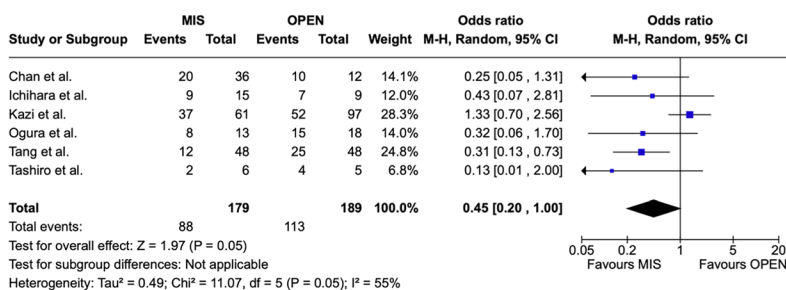 MIS OPEN Odds ratio Odds ratio
Study or Subgroup Events Total Events Total Weight M-H, Random, 95% CI M-H, Random, 95% CI
Chan et al. 20 36 10 12 14.1% 0.25 [0.05 , 1.31]
Ichihara et al. 9 15 7 9 12.0% 0.43 [0.07 , 2.81]
Kazi et al. 37 61 52 97 28.3% 1.33 [0.70 , 2.56]
Ogura et al. 8 13 15 18 14.0% 0.32 [0.06 , 1.70]
Tang et al. 12 48 25 48 24.8% 0.31 [0.13 , 0.73]
Tashiro et al. 2 6 4 5 6.8% 0.13 [0.01 , 2.00]
Total 179 189 100.0% 0.45 [0.20 , 1.00]
Total events: 88 113
Test for overall effect: Z = 1.97 (P = 0.05)
Test for subgroup differences: Not applicable
Heterogeneity: Tau² = 0.49; Chi² = 11.07, df = 5 (P = 0.05); I² = 55%
0.05 0.2 1 5 20
Favours MIS Favours OPEN